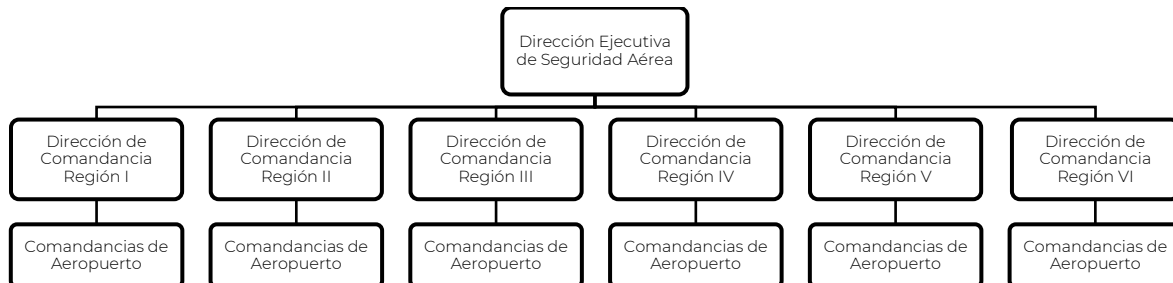 Dirección Ejecutiva
de Seguridad Aérea
Dirección de
Comandancia
Región I
Dirección de
Comandancia
Región II
Dirección de
Comandancia
Región III
Dirección de
Comandancia
Región IV
Dirección de
Comandancia
Región V
Dirección de
Comandancia
Región VI
Comandancias de
Aeropuerto
Comandancias de
Aeropuerto
Comandancias de
Aeropuerto
Comandancias de
Aeropuerto
Comandancias de
Aeropuerto
Comandancias de
Aeropuerto